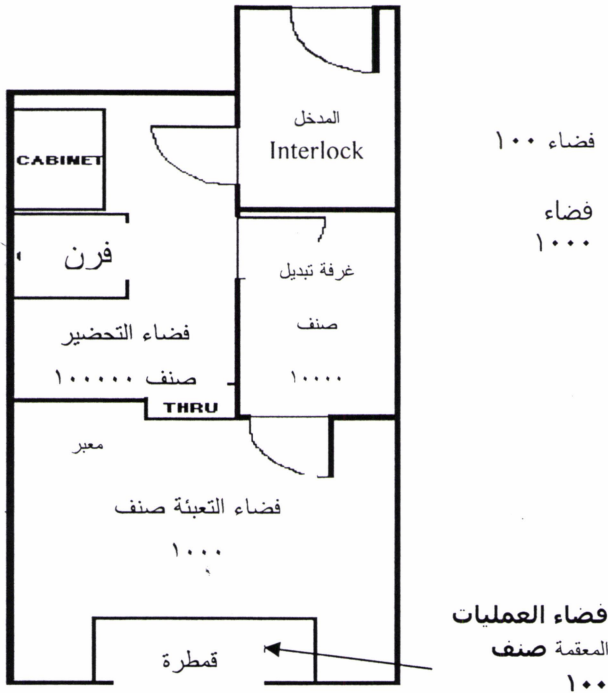 المدخل
Interlock
فضاء ١٠٠
CABINET
فضاء
١٠٠٠
فرن
غرفة تبديل
صنف
١٠٠٠٠
فضاء التحضير
صنف ١٠٠٠٠٠
THRU
معبر
فضاء التعبئة صنف
١٠٠٠
فضاء العمليات
المعقمة صنف
١٠٠
قمطرة